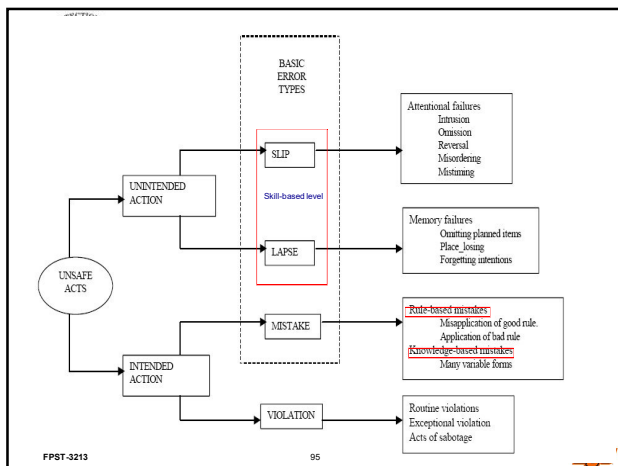 BASIC
ERROR
TYPES
Attentional failures
Intrusion
Omission
Reversal
Misordering
Mistiming
SLIP
UNINTENDED
ACTION
Skill-based level
Memory failures
Omitting planned items
Place_losing
Forgetting intentions
LAPSE
UNSAFE
ACTS
Rule-based mistakes
Misapplication of good rule.
Application of bad rule
Knowledge-based mistakes
Many variable forms
MISTAKE
INTENDED
ACTION
Routine violations
Exceptional violation
Acts of sabotage
VIOLATION
FPST-3213
95